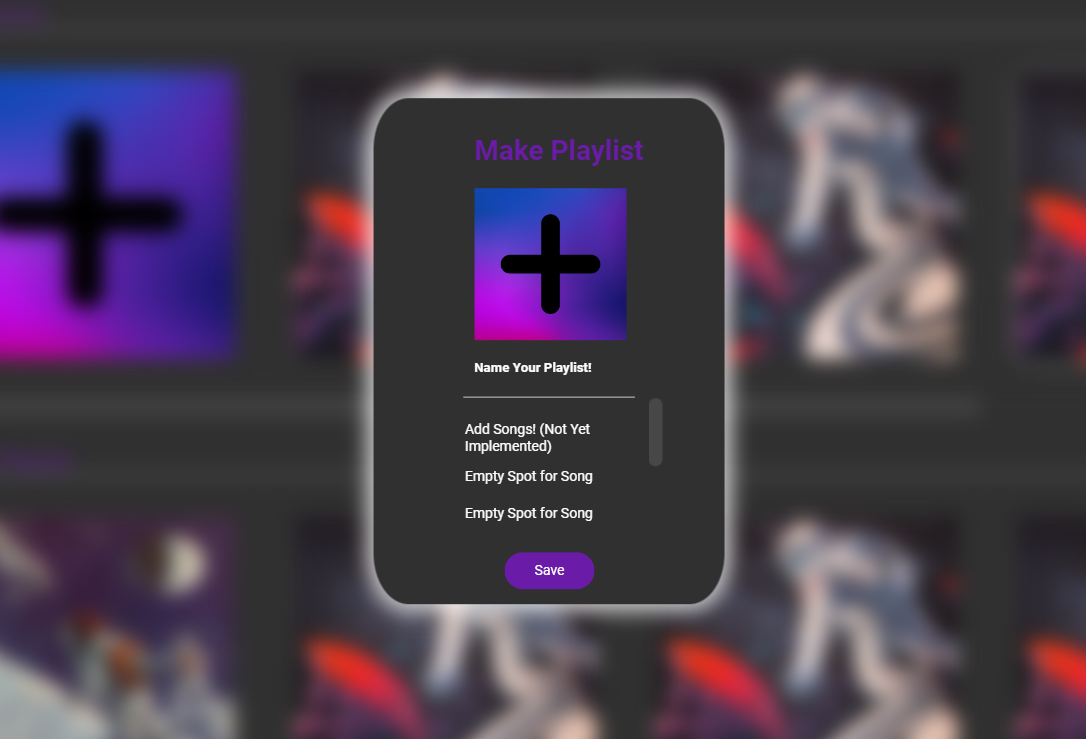 Make Playlist
Name Your Playlist!
Add Songs! (Not Yet
Implemented)
Empty Spot for Song
Empty Spot for Song
Save